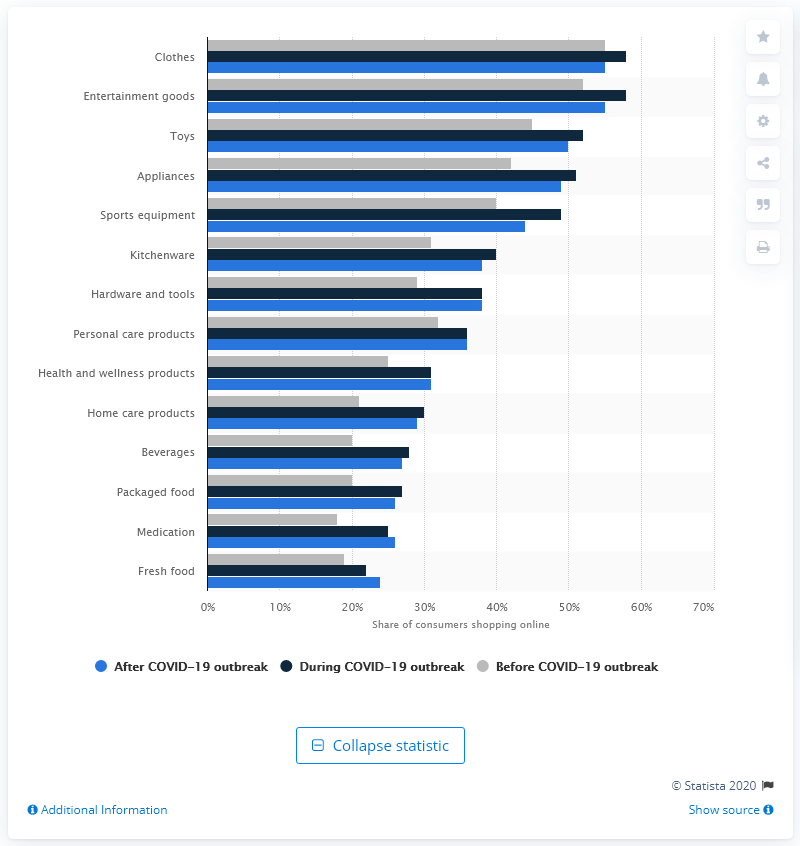 Clothes
Entertainment goods
Toys
Appliances
Sports equipment
Kitchenware
Hardware and tools
Personal care products
Health and wellness products
Home care products
Beverages
Packaged food
Medication
Fresh food
0% 10% 20% 30% 40% 50% 60% 70%
Share of consumers shopping online
After COVID-19 outbreak During COVID-19 outbreak Before COVID-19 outbreak
Collapse statistic
© Statista 2020
Additional Information Show source